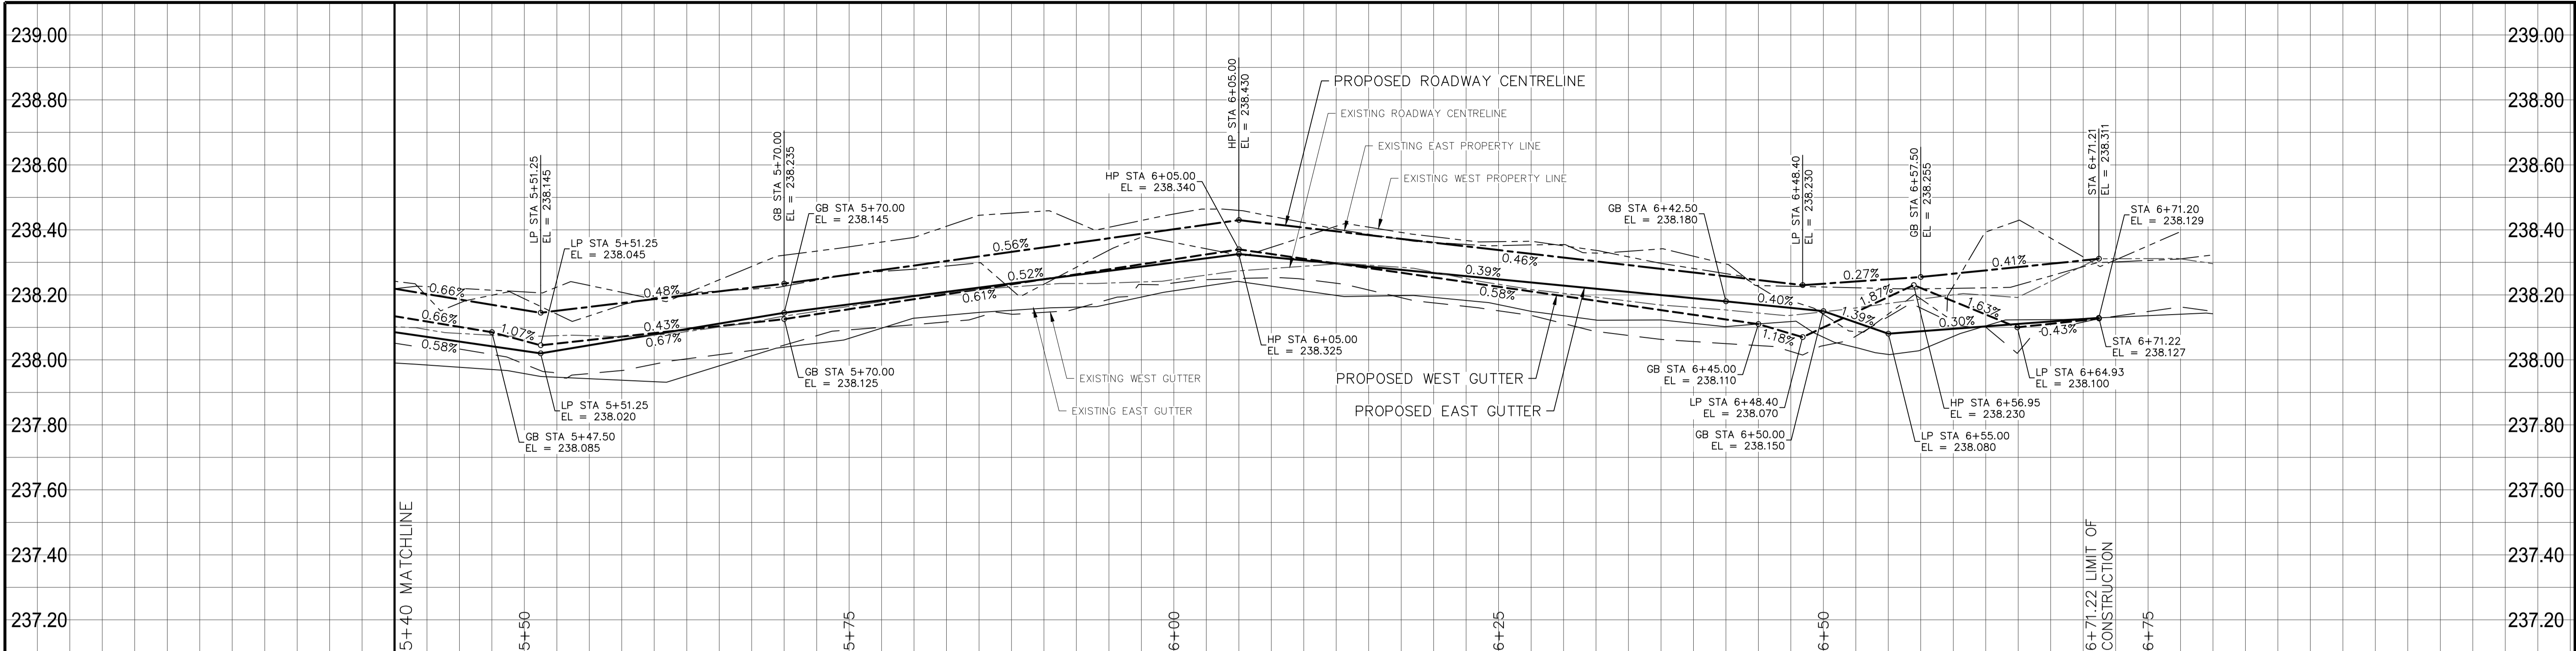 239.00
238.80
238.60
238.40
238.20
238.00
237.80
237.60
237.40
237.20
5+40 MATCHLINE
0.66%
0.66%
0.58%
1.07%
LP STA 5+51.25
EL = 238.145
LP STA 5+51.25
EL = 238.045
LP STA 5+51.25
EL = 238.020
GB STA 5+47.50
EL = 238.085
0.48%
0.43%
0.67%
GB STA 5+70.00
EL = 238.235
GB STA 5+70.00
EL = 238.145
GB STA 5+70.00
EL = 238.125
0.56%
0.52%
0.61%
EXISTING WEST GUTTER
EXISTING EAST GUTTER
HP STA 6+05.00
EL = 238.430
HP STA 6+05.00
EL = 238.340
HP STA 6+05.00
EL = 238.325
PROPOSED ROADWAY CENTRELINE
EXISTING ROADWAY CENTRELINE
EXISTING EAST PROPERTY LINE
EXISTING WEST PROPERTY LINE
0.46%
0.39%
0.58%
PROPOSED WEST GUTTER
PROPOSED EAST GUTTER
GB STA 6+42.50
EL = 238.180
GB STA 6+45.00
EL = 238.110
LP STA 6+48.40
EL = 238.070
GB STA 6+50.00
EL = 238.150
LP STA 6+48.40
EL = 238.230
0.27%
0.40%
1.87%
1.39%
1.18%
GB STA 6+57.50
EL = 238.255
0.41%
1.63%
0.30%
0.43%
HP STA 6+56.95
EL = 238.230
LP STA 6+55.00
EL = 238.080
LP STA 6+64.93
EL = 238.100
STA 6+71.21
EL = 238.311
STA 6+71.20
EL = 238.129
STA 6+71.22
EL = 238.127
6+71.22 LIMIT OF
CONSTRUCTION
5+50
5+75
6+00
6+25
6+50
6+75
239.00
238.80
238.60
238.40
238.20
238.00
237.80
237.60
237.40
237.20